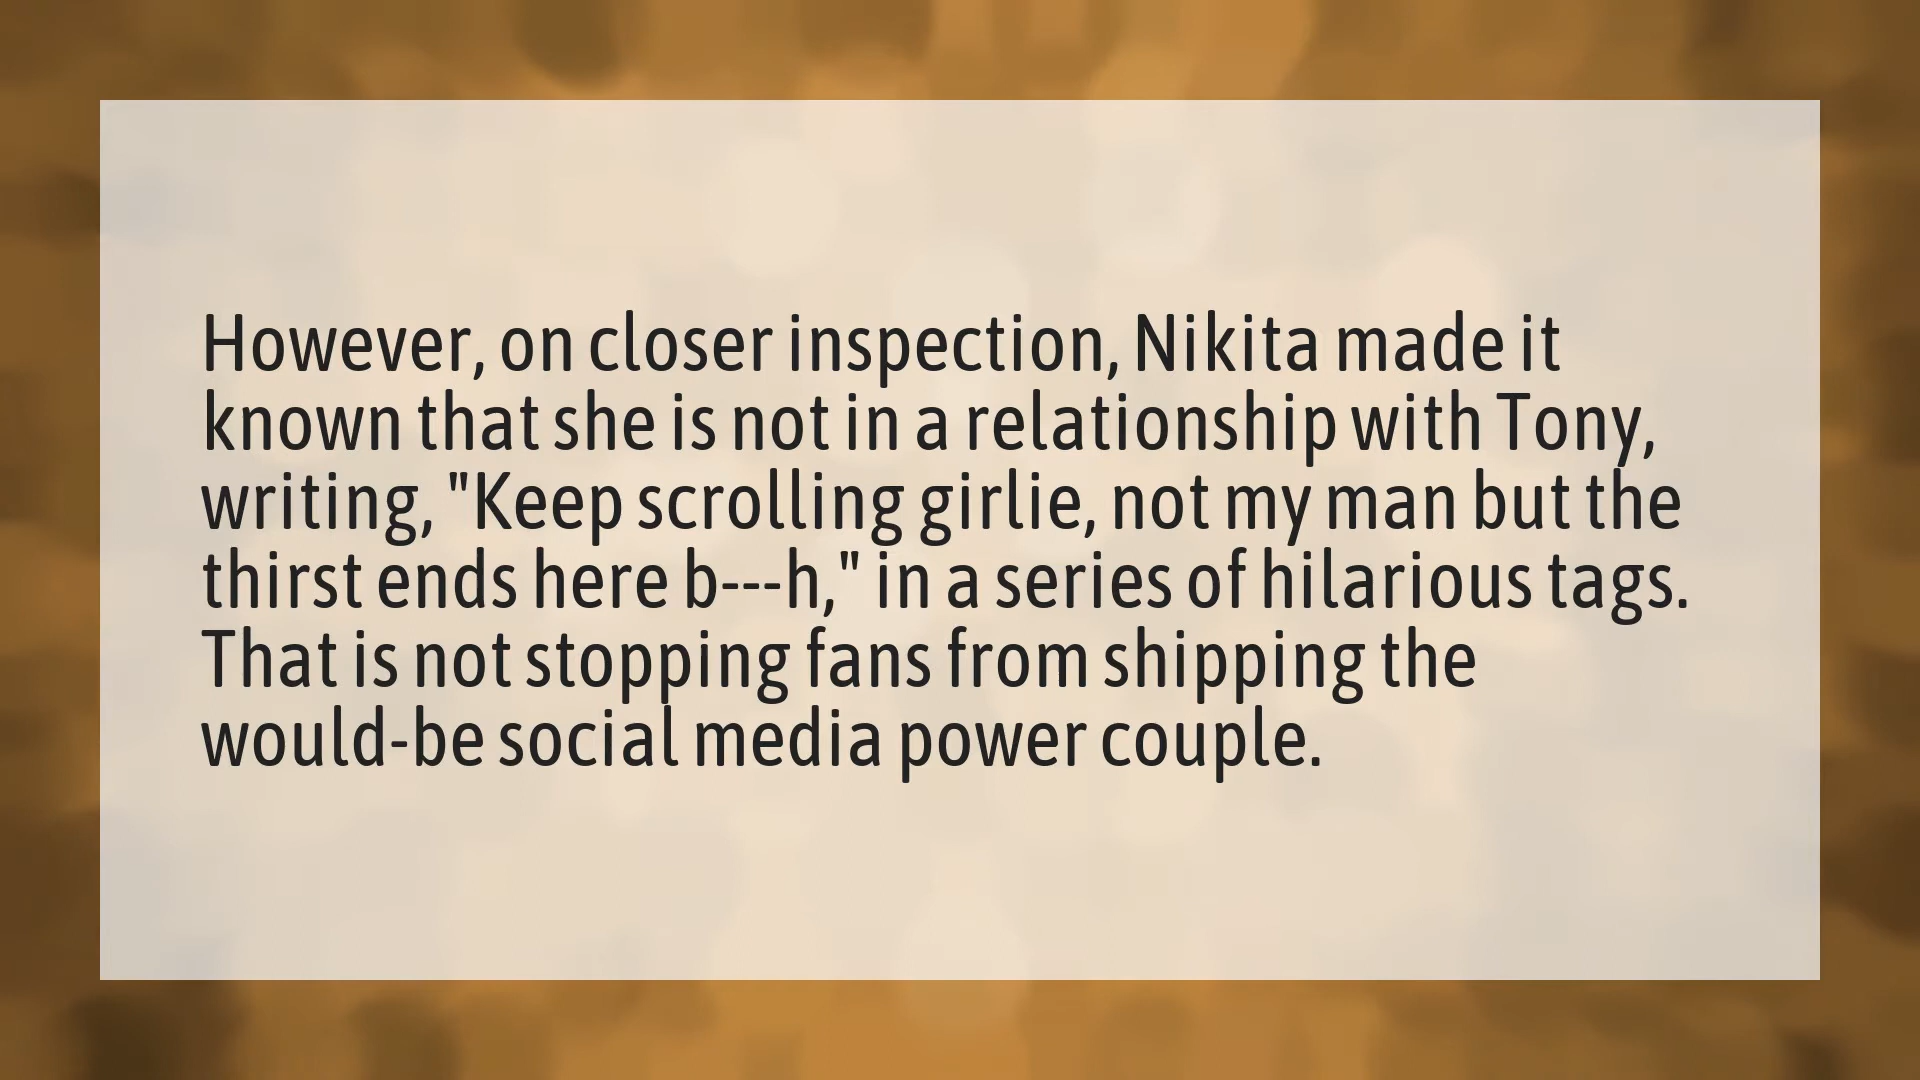 However, on closer inspection, Nikita made it
known that she is not in a relationship with Tony,
writing, "Keep scrolling girlie, not my man but the
thirst ends here b---h," in a series of hilarious tags.
That is not stopping fans from shipping the
would-be social media power couple.